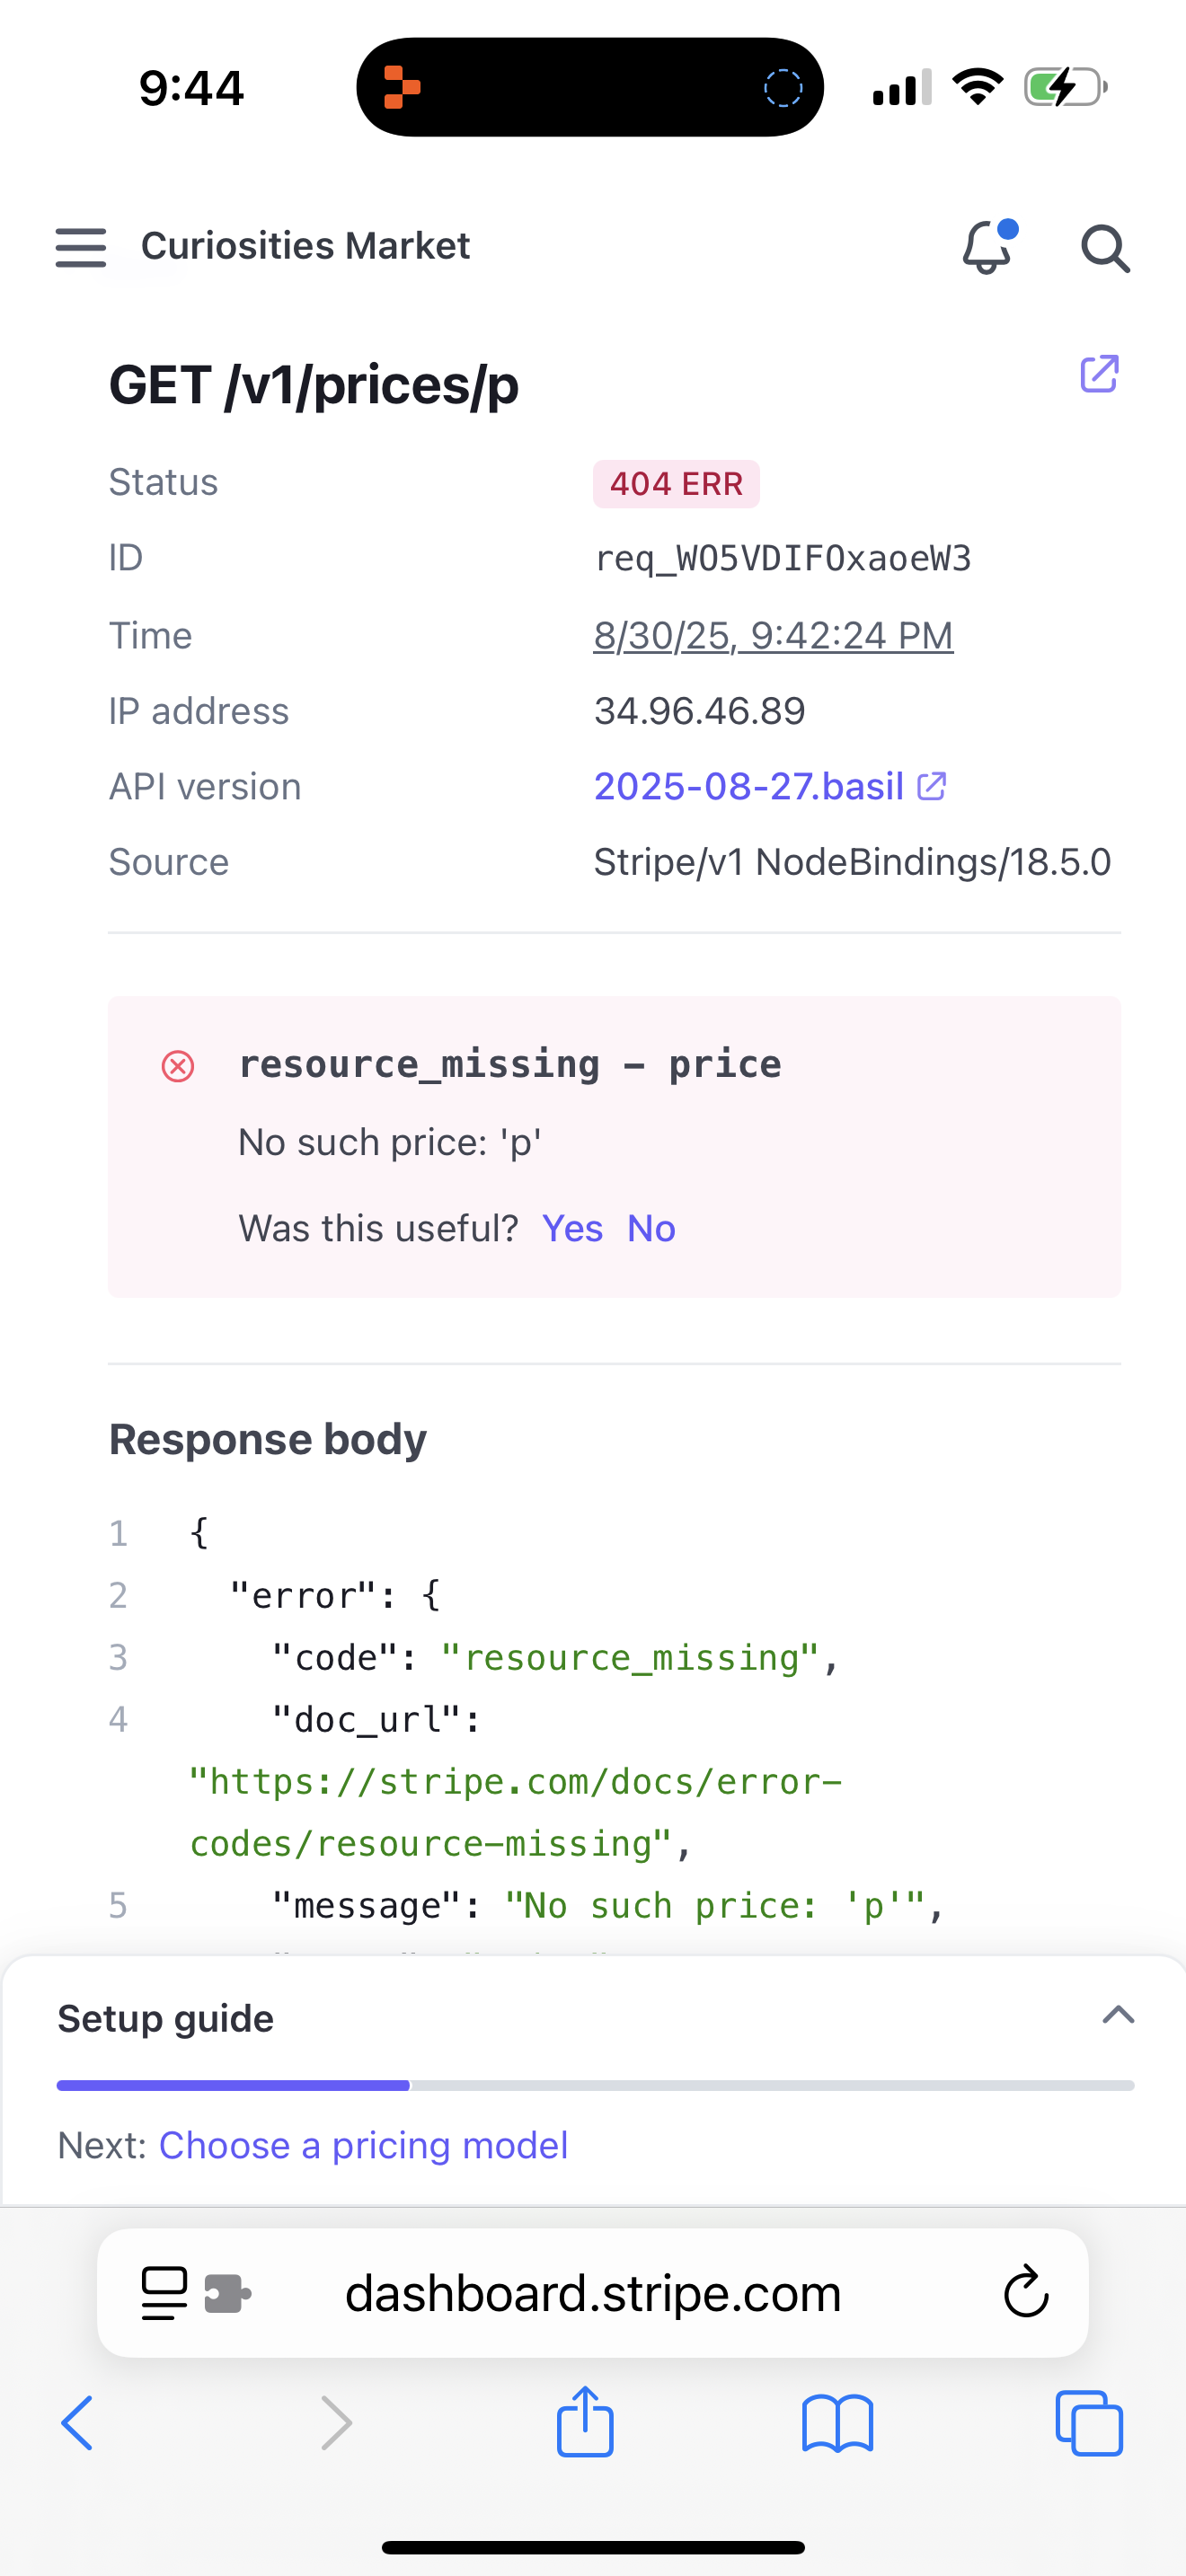 9:44
Curiosities Market
GET /v1/prices/p
Status 404 ERR
ID req_WO5VDIFOxaoeW3
Time 8/30/25, 9:42:24 PM
IP address 34.96.46.89
API version 2025-08-27.basil
Source Stripe/v1 NodeBindings/18.5.0
resource_missing - price
No such price: 'p'
Was this useful? Yes No
Response body
1 {
2 "error": {
3 "code": "resource_missing",
4 "doc_url":
"https://stripe.com/docs/error-
codes/resource-missing",
5 "message": "No such price: 'p'",
Setup guide
Next: Choose a pricing model
dashboard.stripe.com